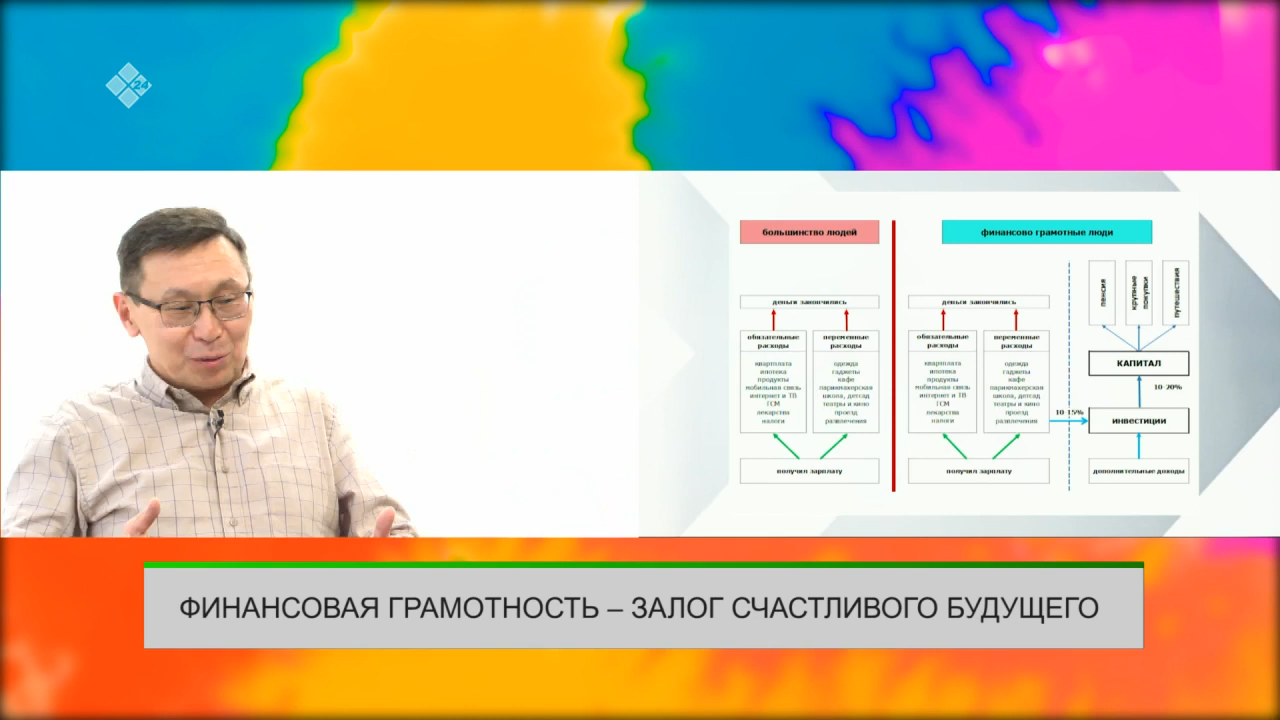 X24
большинство людей
финансово грамотные люди
пенсия
крупные
покупки
путешествия
деньги закончились
деньги закончились
обязательные
расходы
переменные
расходы
обязательные
расходы
переменные
расходы
КАПИТАЛ
квартплата
ипотека
продукты
мобильная связь
интернет и ТВ
ГСМ
лекарства
налоги
одежда
гаджеты
кафе
парикмахерская
школа, детсад
театры и кино
проезд
развлечения
квартплата
ипотека
продукты
мобильная связь
интернет и ТВ
ГСМ
лекарства
налоги
одежда
гаджеты
кафе
парикмахерская
школа, детсад
театры и кино
проезд
развлечения
10-20%
10-15%
инвестиции
получил зарплату
получил зарплату
дополнительные доходы
ФИНАНСОВАЯ ГРАМОТНОСТЬ – ЗАЛОГ СЧАСТЛИВОГО БУДУЩЕГО